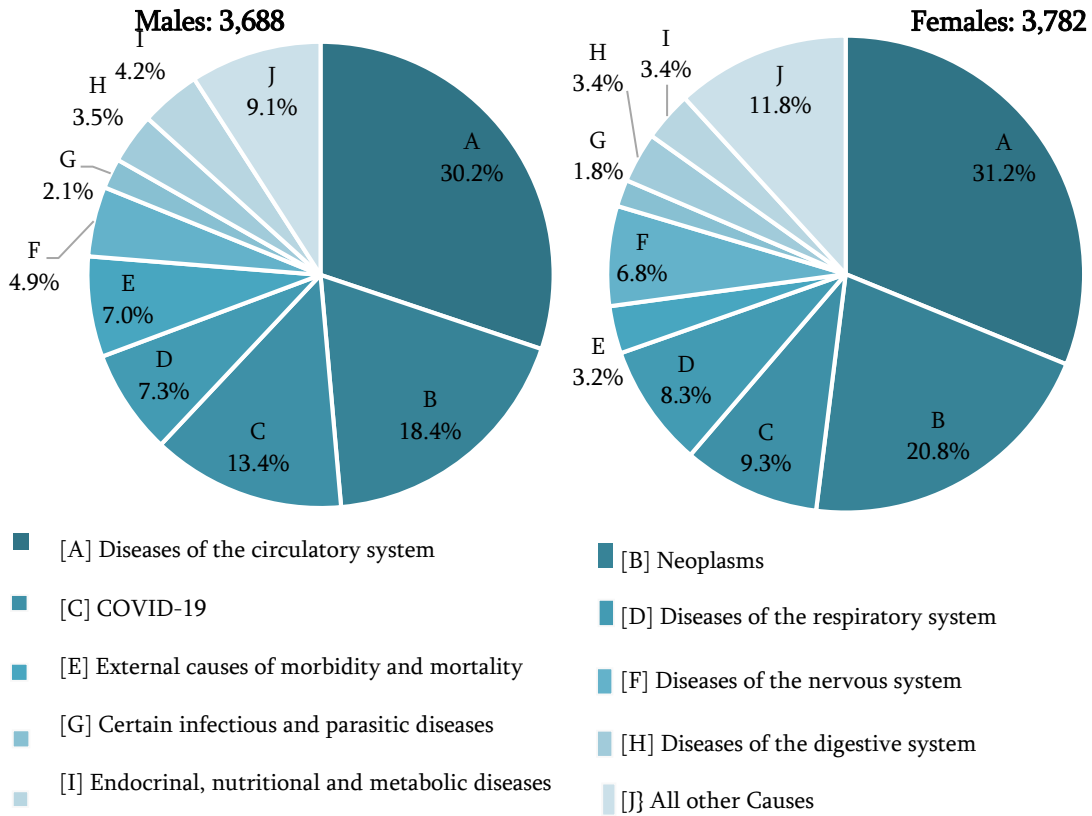 Males: 3,688
A
30.2%
B
18.4%
C
13.4%
D
7.3%
E
7.0%
F
4.9%
G
2.1%
H
3.5%
I
4.2%
J
9.1%
Females: 3,782
A
31.2%
B
20.8%
C
9.3%
D
8.3%
E
3.2%
F
6.8%
G
1.8%
H
3.4%
I
3.4%
J
11.8%
[A] Diseases of the circulatory system
[B] Neoplasms
[C] COVID-19
[D] Diseases of the respiratory system
[E] External causes of morbidity and mortality
[F] Diseases of the nervous system
[G] Certain infectious and parasitic diseases
[H] Diseases of the digestive system
[I] Endocrinal, nutritional and metabolic diseases
[J} All other Causes